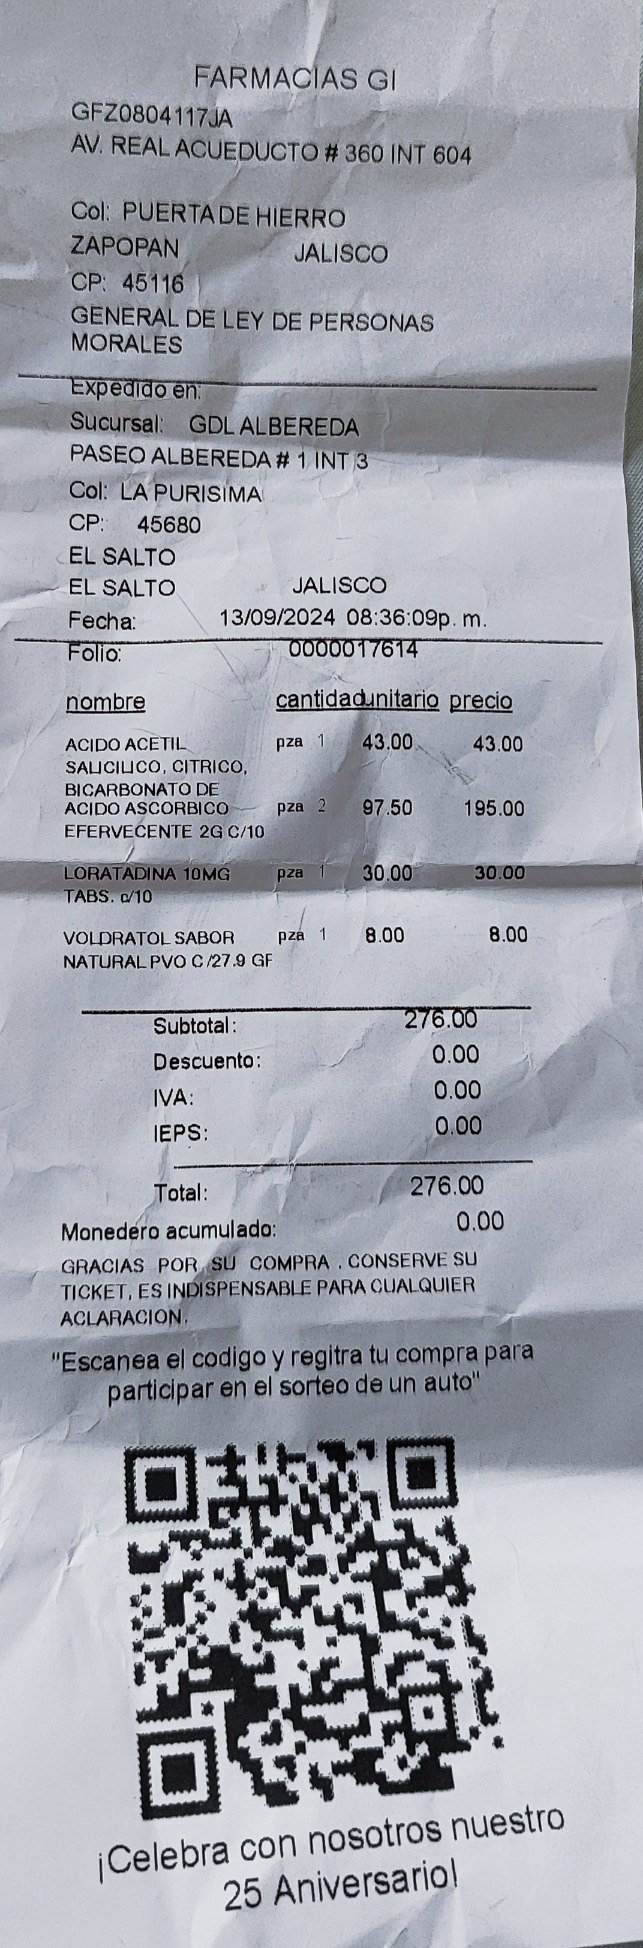 FARMACIAS GI
GFZ0804117JA
AV. REAL ACUEDUCTO # 360 INT 604
Col: PUERTA DE HIERRO
ZAPOPAN JALISCO
CP: 45116
GENERAL DE LEY DE PERSONAS
MORALES
Expedido en:
Sucursal: GDL ALBEREDA
PASEO ALBEREDA # 1 INT 3
Col: LA PURISIMA
CP: 45680
EL SALTO
EL SALTO JALISCO
Fecha: 13/09/2024 08:36:09p. m.
Folio: 0000017614
nombre cantidad unitario precio
ACIDO ACETIL pza 1 43.00 43.00
SALICILICO, CITRICO,
BICARBONATO DE
ACIDO ASCORBICO pza 2 97.50 195.00
EFERVECENTE 2G C/10
LORATADINA 10MG pza 1 30.00 30.00
TABS. c/10
VOLDRATOL SABOR pza 1 8.00 8.00
NATURAL PVO C/27.9 GF
Subtotal: 276.00
Descuento: 0.00
IVA: 0.00
IEPS: 0.00
Total: 276.00
Monedero acumulado: 0.00
GRACIAS POR SU COMPRA . CONSERVE SU
TICKET, ES INDISPENSABLE PARA CUALQUIER
ACLARACION.
"Escanea el codigo y regitra tu compra para
participar en el sorteo de un auto"
¡Celebra con nosotros nuestro
25 Aniversario!